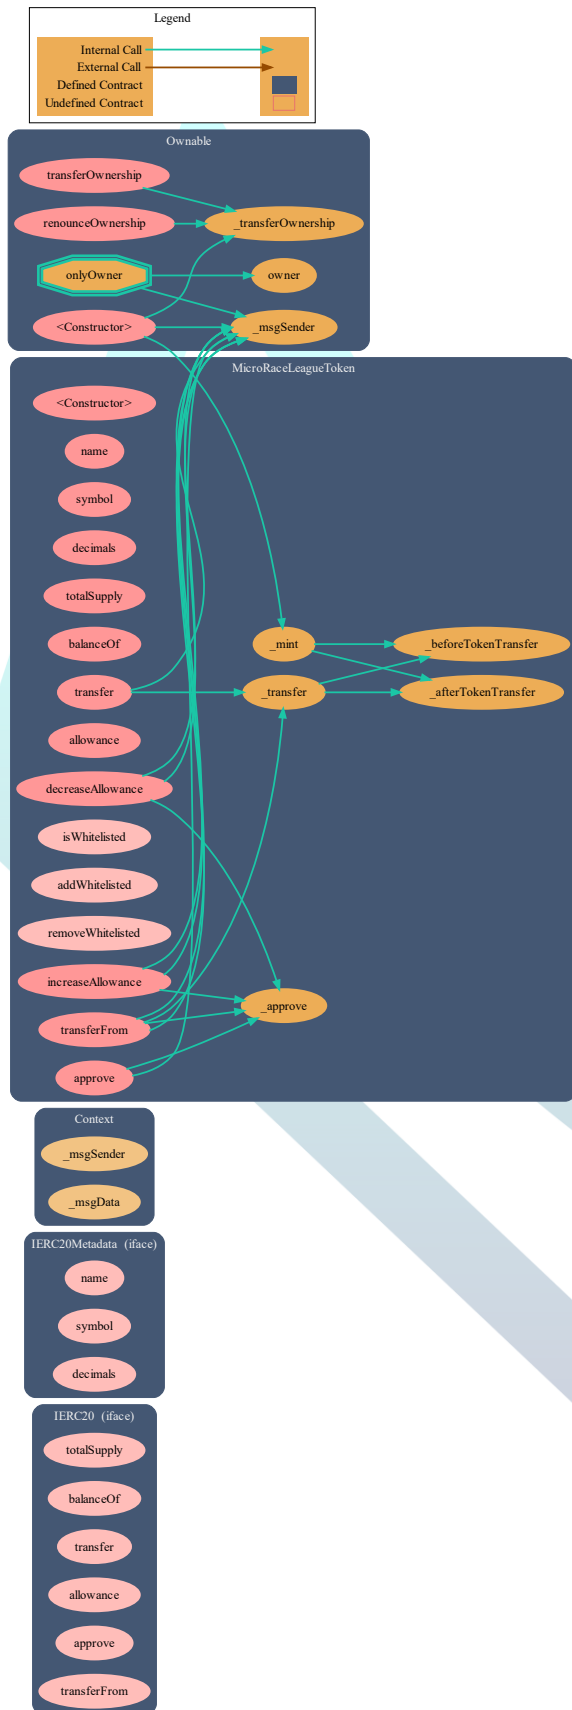 Legend
Internal Call
External Call
Defined Contract
Undefined Contract
Ownable
transferOwnership
renounceOwnership
_transferOwnership
onlyOwner
owner
<Constructor>
_msgSender
MicroRaceLeagueToken
<Constructor>
name
symbol
decimals
totalSupply
balanceOf
_mint
_beforeTokenTransfer
transfer
_transfer
_afterTokenTransfer
allowance
decreaseAllowance
isWhitelisted
addWhitelisted
removeWhitelisted
increaseAllowance
_approve
transferFrom
approve
Context
_msgSender
_msgData
IERC20Metadata (iface)
name
symbol
decimals
IERC20 (iface)
totalSupply
balanceOf
transfer
allowance
approve
transferFrom